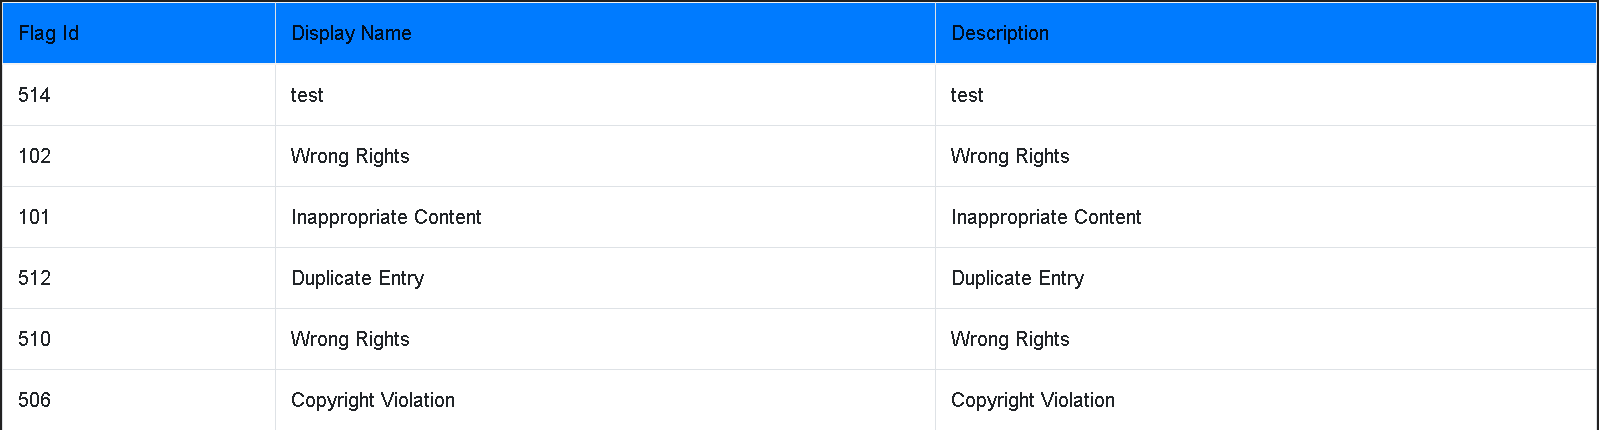 Flag Id Display Name Description
514 test test
102 Wrong Rights Wrong Rights
101 Inappropriate Content Inappropriate Content
512 Duplicate Entry Duplicate Entry
510 Wrong Rights Wrong Rights
506 Copyright Violation Copyright Violation